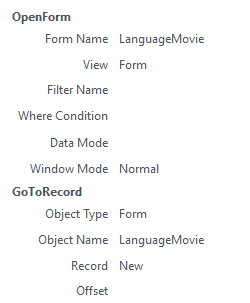 OpenForm
Form Name LanguageMovie
View Form
Filter Name
Where Condition
Data Mode
Window Mode Normal
GoToRecord
Object Type Form
Object Name LanguageMovie
Record New
Offset